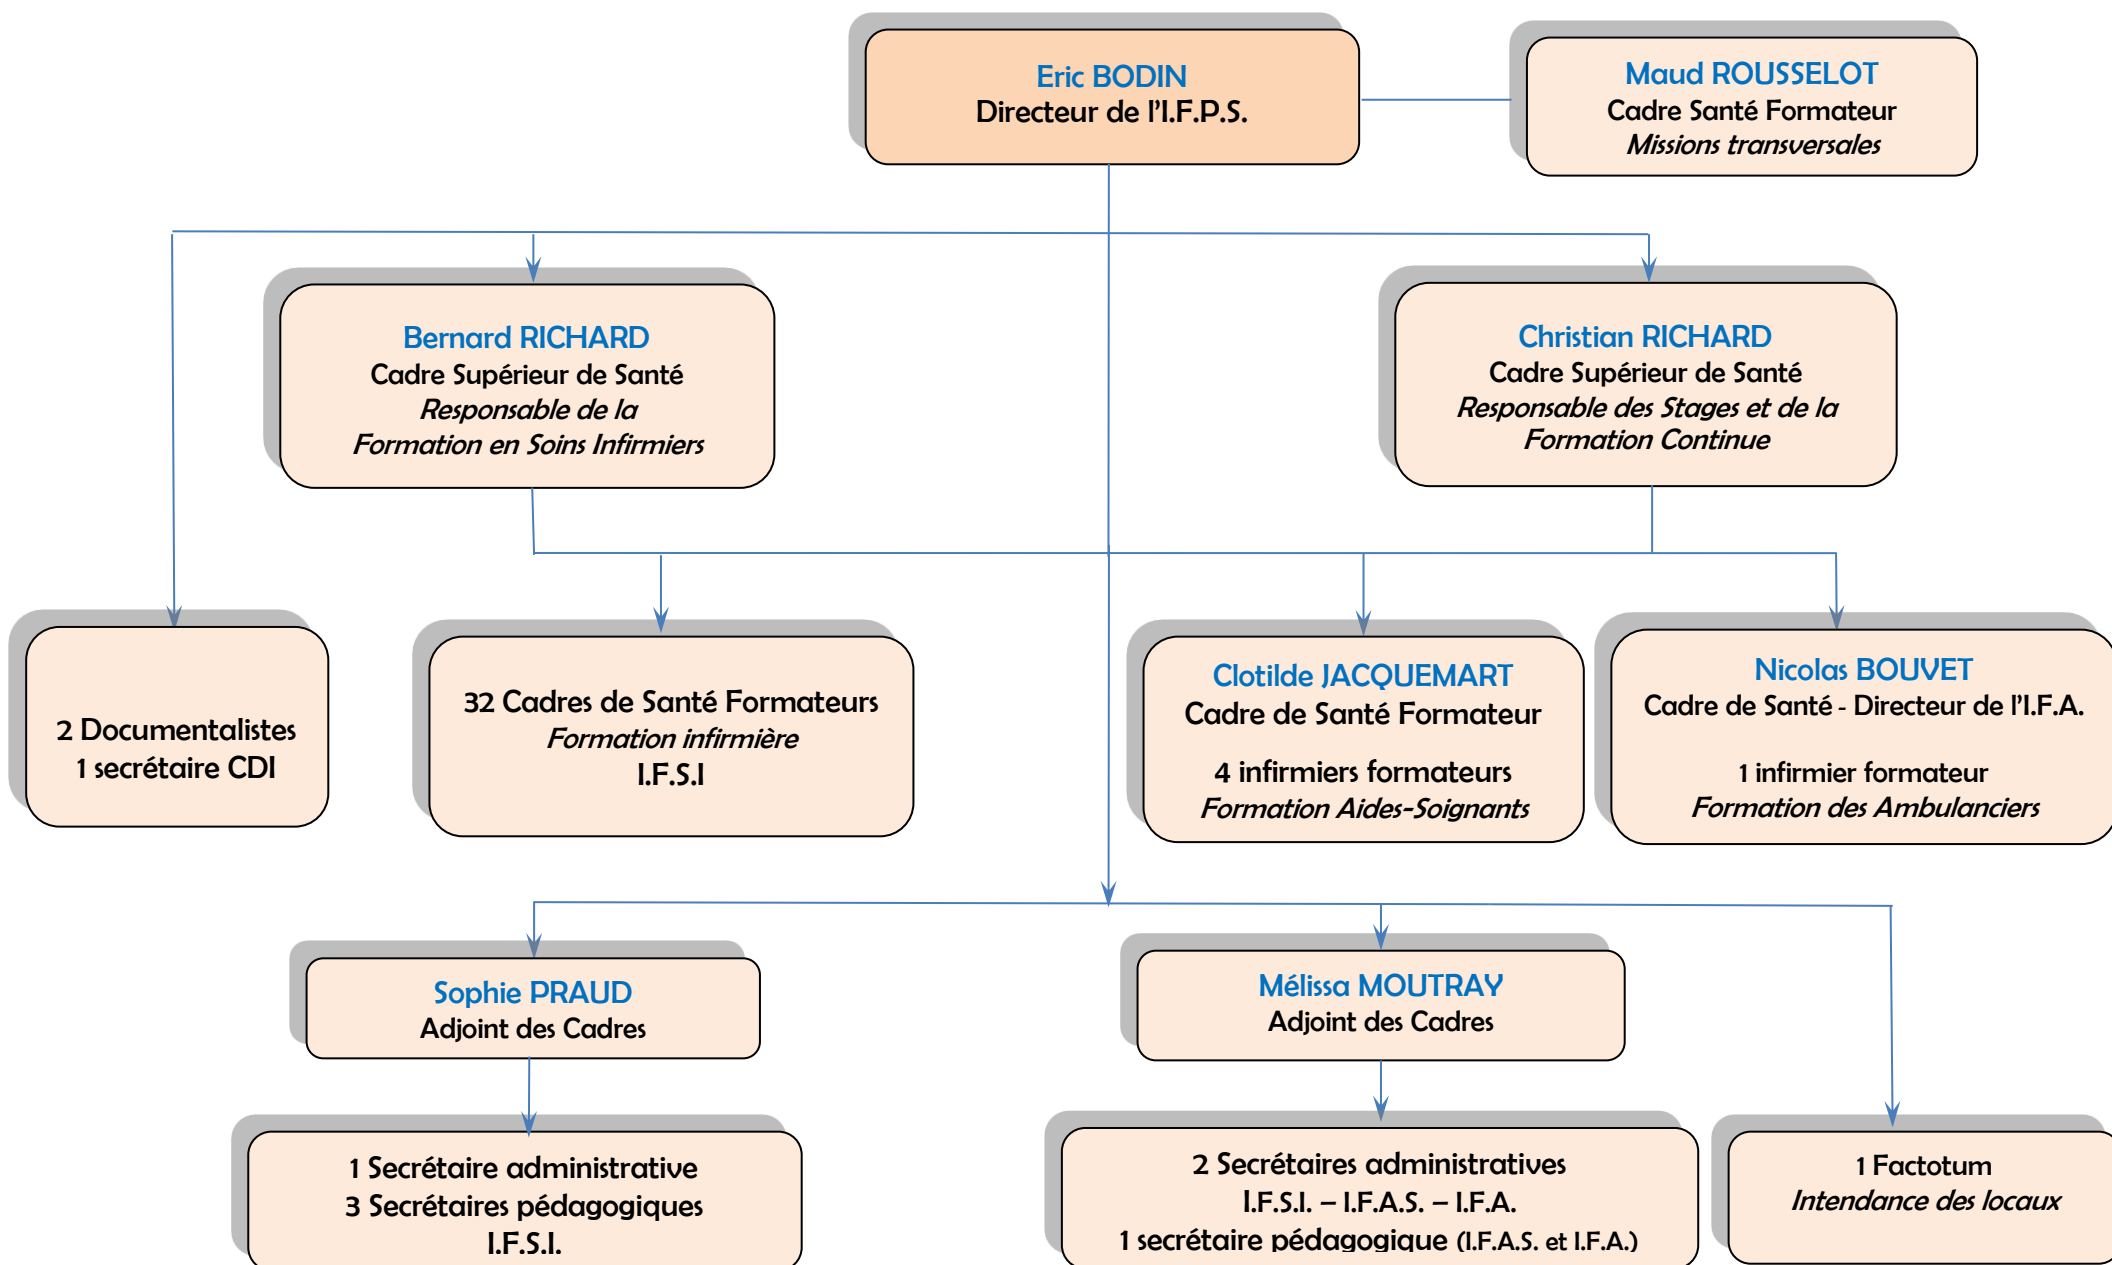 Eric BODIN
Directeur de l'I.F.P.S.
Maud ROUSSELOT
Cadre Santé Formateur
Missions transversales
Bernard RICHARD
Cadre Supérieur de Santé
Responsable de la
Formation en Soins Infirmiers
Christian RICHARD
Cadre Supérieur de Santé
Responsable des Stages et de la
Formation Continue
2 Documentalistes
1 secrétaire CDI
32 Cadres de Santé Formateurs
Formation infirmière
I.F.S.I
Clotilde JACQUEMART
Cadre de Santé Formateur
4 infirmiers formateurs
Formation Aides-Soignants
Nicolas BOUVET
Cadre de Santé - Directeur de l'I.F.A.
1 infirmier formateur
Formation des Ambulanciers
Sophie PRAUD
Adjoint des Cadres
Mélissa MOUTRAY
Adjoint des Cadres
1 Secrétaire administrative
3 Secrétaires pédagogiques
I.F.S.I.
2 Secrétaires administratives
I.F.S.I. – I.F.A.S. – I.F.A.
1 secrétaire pédagogique (I.F.A.S. et I.F.A.)
1 Factotum
Intendance des locaux